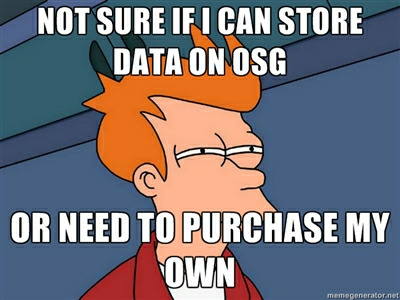 NOT SURE IF I CAN STORE
DATA ON OSG
OR NEED TO PURCHASE MY
OWN
memegenerator.net